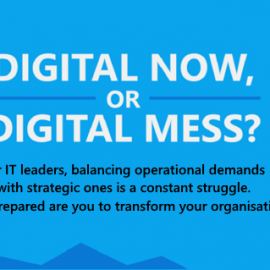 DIGITAL NOW,
OR
DIGITAL MESS?
IT leaders, balancing operational demands
with strategic ones is a constant struggle.
are you to transform your